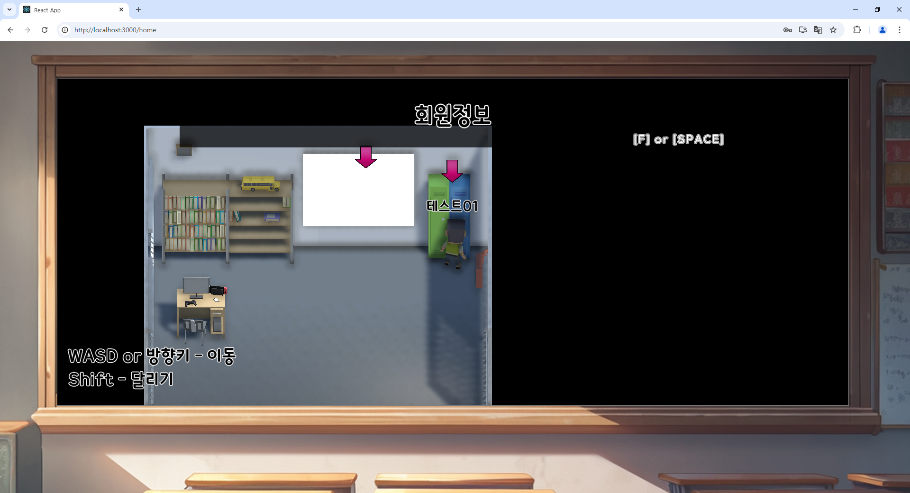 React App
http://localhost:3000/home
회원정보
[F] or [SPACE]
테스트01
WASD or 방향키 - 이동
Shift - 달리기